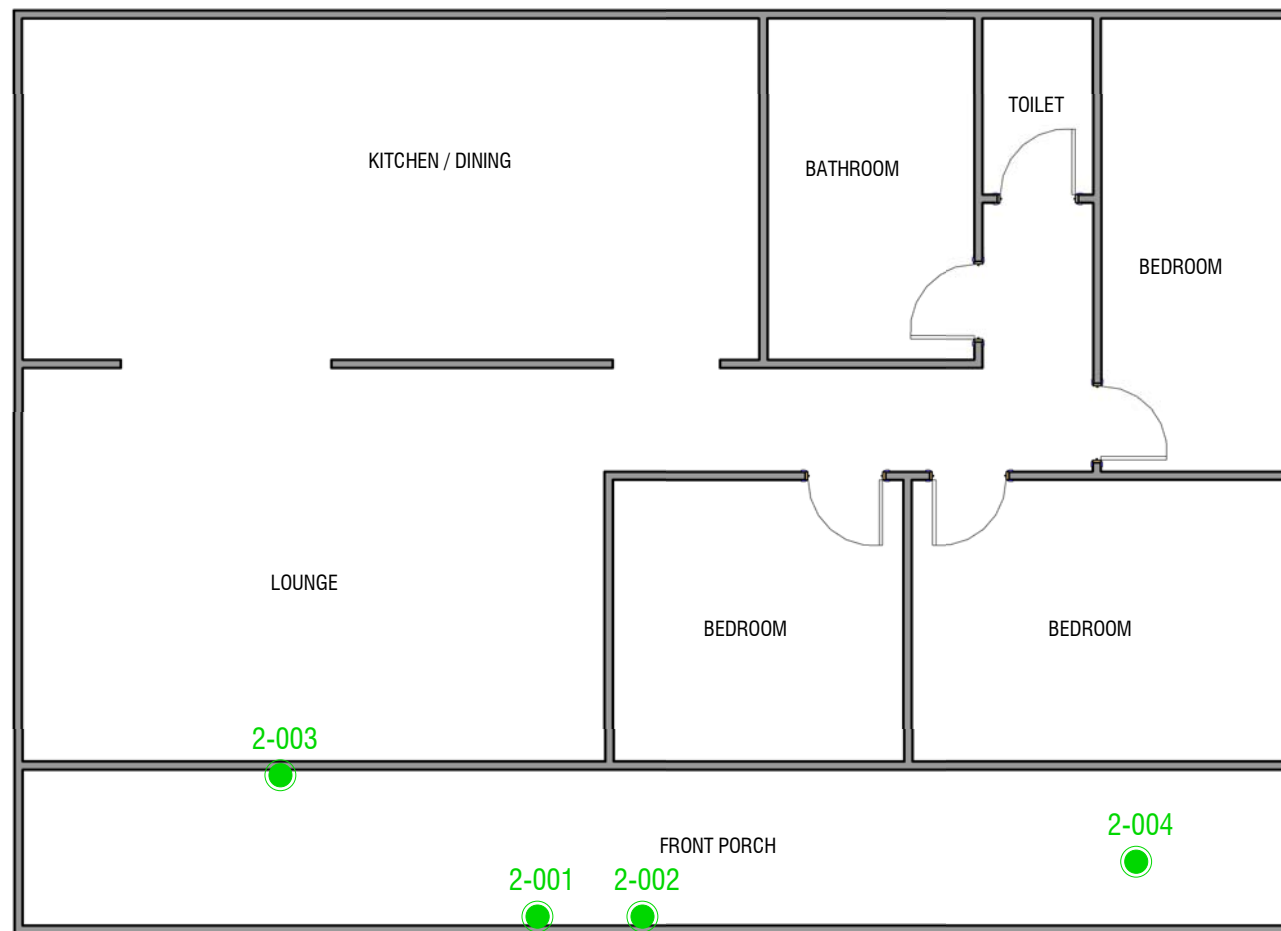 TOILET
KITCHEN / DINING
BATHROOM
BEDROOM
LOUNGE
BEDROOM
BEDROOM
2-003
2-004
FRONT PORCH
2-001
2-002